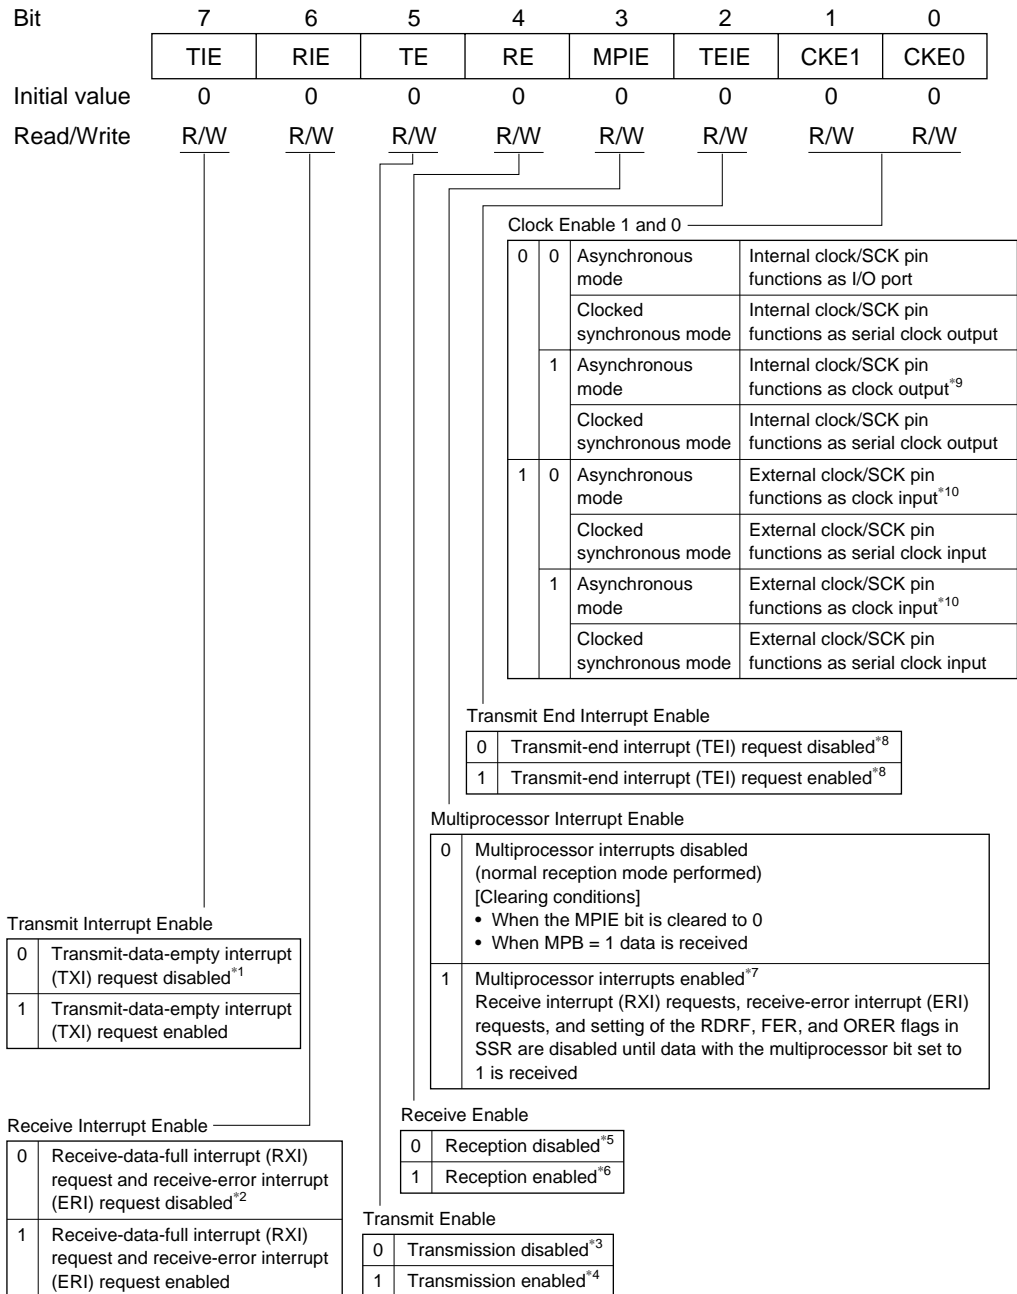 Bit 7 6 5 4 3 2 1 0
TIE RIE TE RE MPIE TEIE CKE1 CKE0
Initial value 0 0 0 0 0 0 0 0
Read/Write R/W R/W R/W R/W R/W R/W R/W R/W
Clock Enable 1 and 0
0 0 Asynchronous mode Internal clock/SCK pin functions as I/O port
Clocked synchronous mode Internal clock/SCK pin functions as serial clock output
1 Asynchronous mode Internal clock/SCK pin functions as clock output*9
Clocked synchronous mode Internal clock/SCK pin functions as serial clock output
1 0 Asynchronous mode External clock/SCK pin functions as clock input*10
Clocked synchronous mode External clock/SCK pin functions as serial clock input
1 Asynchronous mode External clock/SCK pin functions as clock input*10
Clocked synchronous mode External clock/SCK pin functions as serial clock input
Transmit End Interrupt Enable
0 Transmit-end interrupt (TEI) request disabled*8
1 Transmit-end interrupt (TEI) request enabled*8
Multiprocessor Interrupt Enable
0 Multiprocessor interrupts disabled
(normal reception mode performed)
[Clearing conditions]
• When the MPIE bit is cleared to 0
• When MPB = 1 data is received
1 Multiprocessor interrupts enabled*7
Receive interrupt (RXI) requests, receive-error interrupt (ERI)
requests, and setting of the RDRF, FER, and ORER flags in
SSR are disabled until data with the multiprocessor bit set to
1 is received
Transmit Interrupt Enable
0 Transmit-data-empty interrupt
(TXI) request disabled*1
1 Transmit-data-empty interrupt
(TXI) request enabled
Receive Enable
0 Reception disabled*5
1 Reception enabled*6
Receive Interrupt Enable
0 Receive-data-full interrupt (RXI)
request and receive-error interrupt
(ERI) request disabled*2
1 Receive-data-full interrupt (RXI)
request and receive-error interrupt
(ERI) request enabled
Transmit Enable
0 Transmission disabled*3
1 Transmission enabled*4